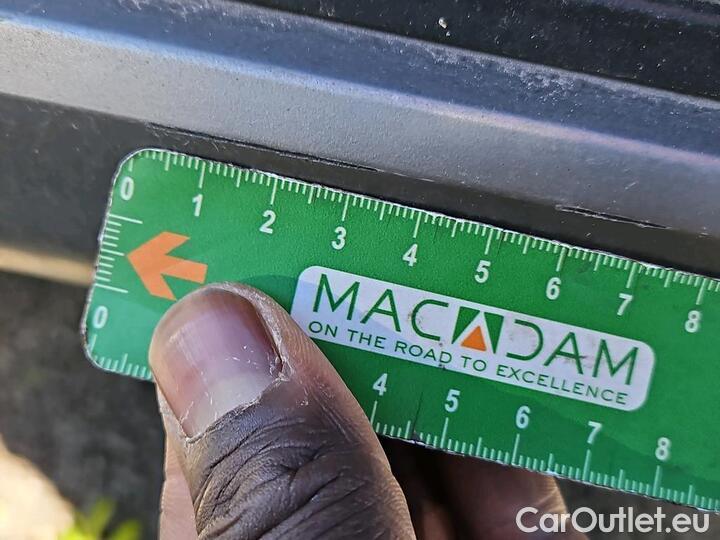 0 1 2 3 4 5 6 7 8
MACADAM
ON THE ROAD TO EXCELLENCE
0 4 5 6 7 8
CarOutlet.eu